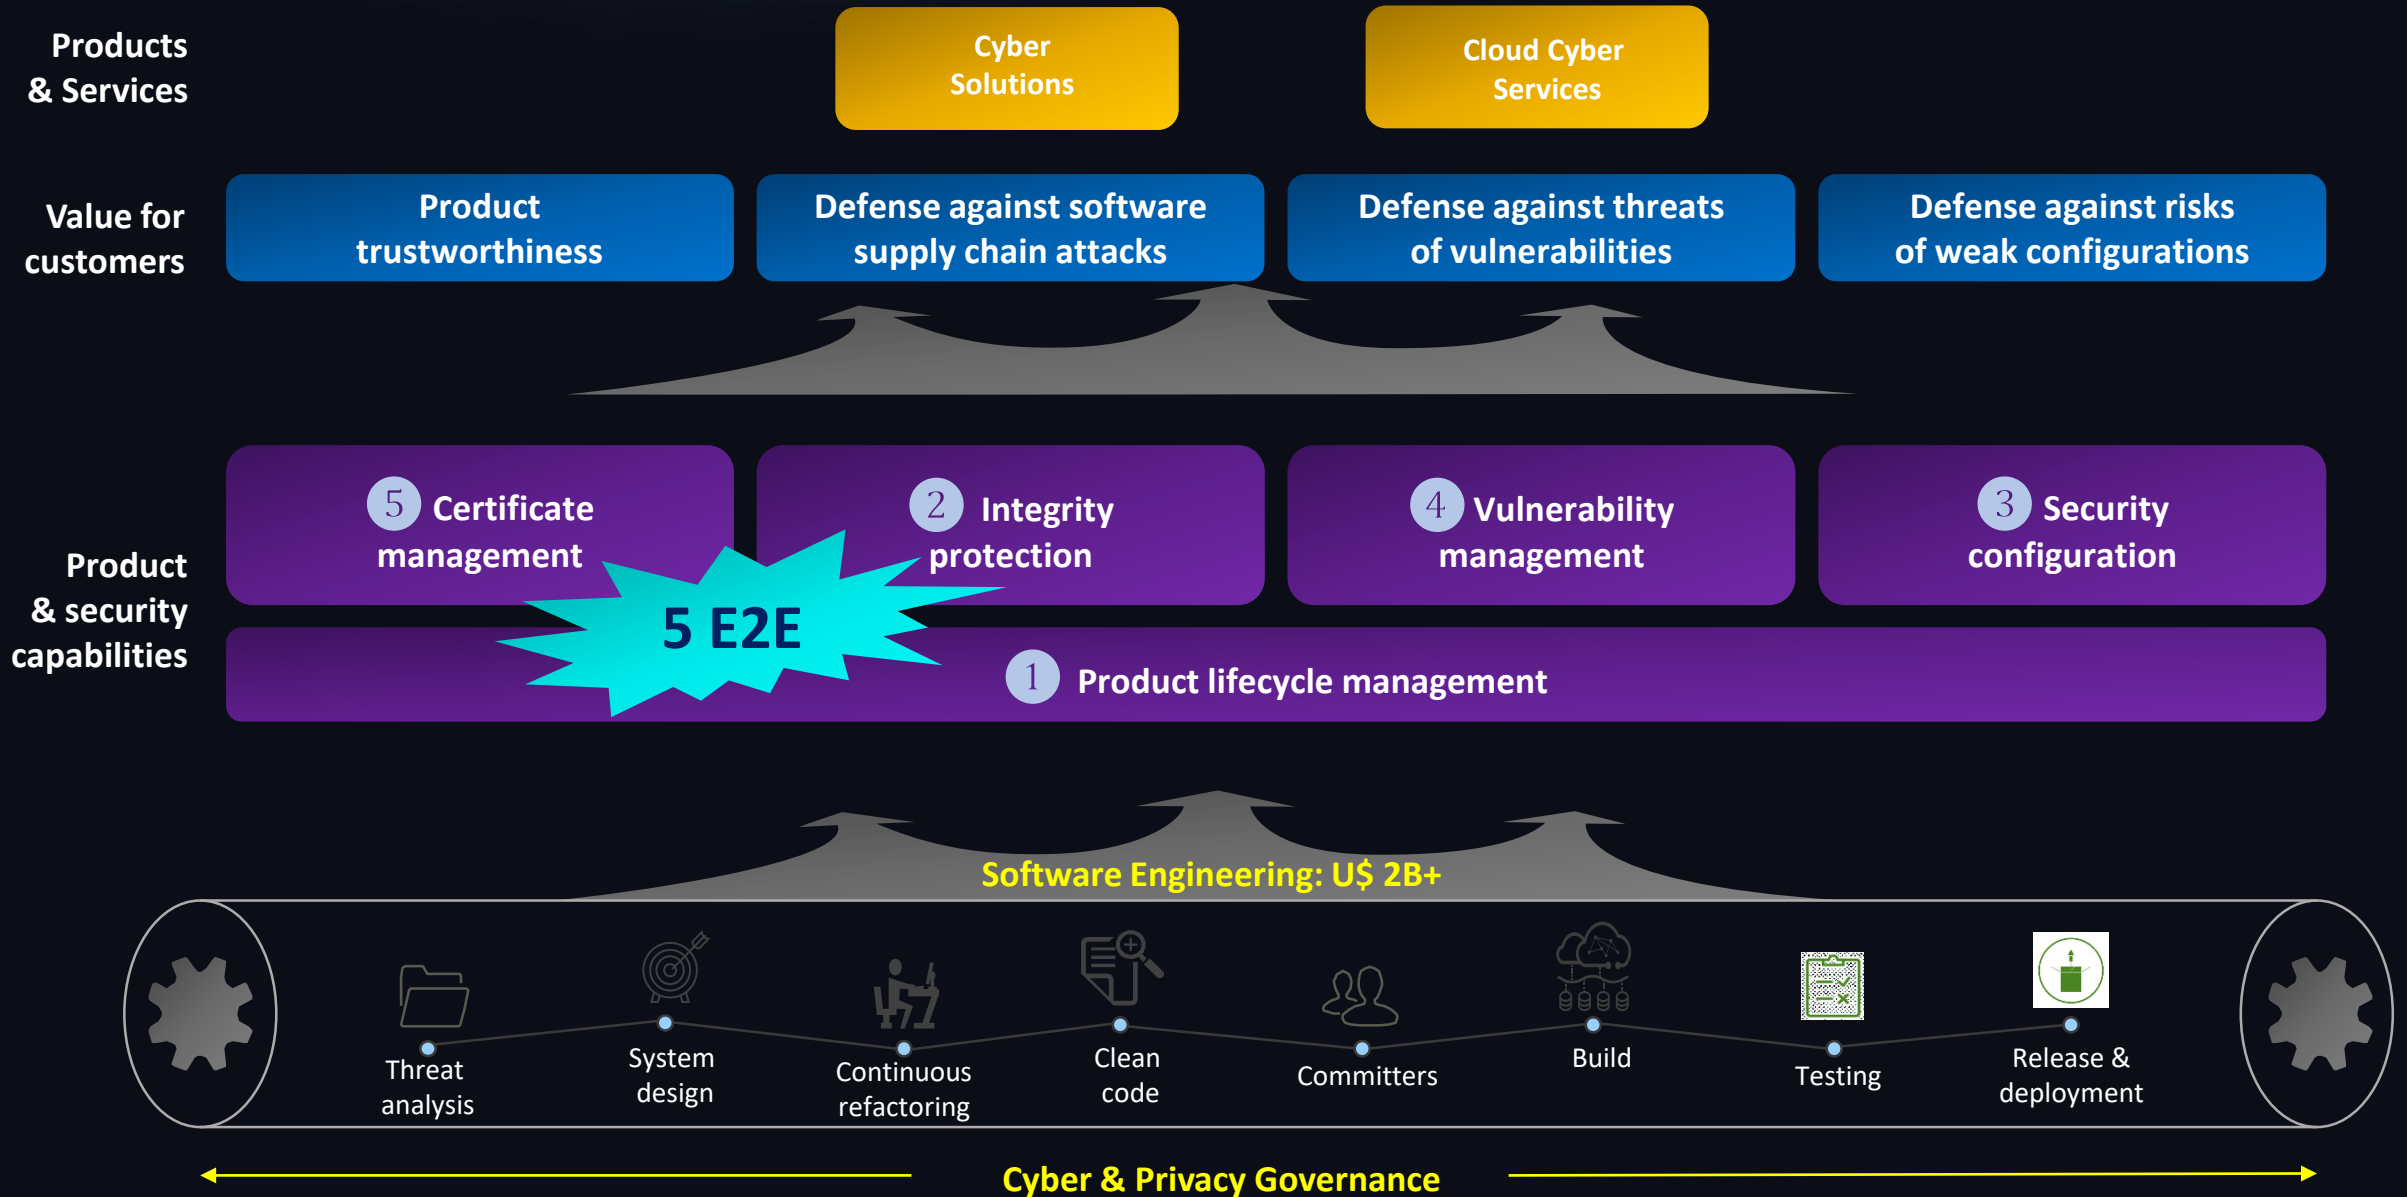 Products
& Services
Cyber
Solutions
Cloud Cyber
Services
Value for
customers
Product
trustworthiness
Defense against software
supply chain attacks
Defense against threats
of vulnerabilities
Defense against risks
of weak configurations
Product
& security
capabilities
5 Certificate
management
2 Integrity
protection
4 Vulnerability
management
3 Security
configuration
5 E2E
1 Product lifecycle management
Software Engineering: U$ 2B+
Threat
analysis
System
design
Continuous
refactoring
Clean
code
Committers
Build
Testing
Release &
deployment
Cyber & Privacy Governance